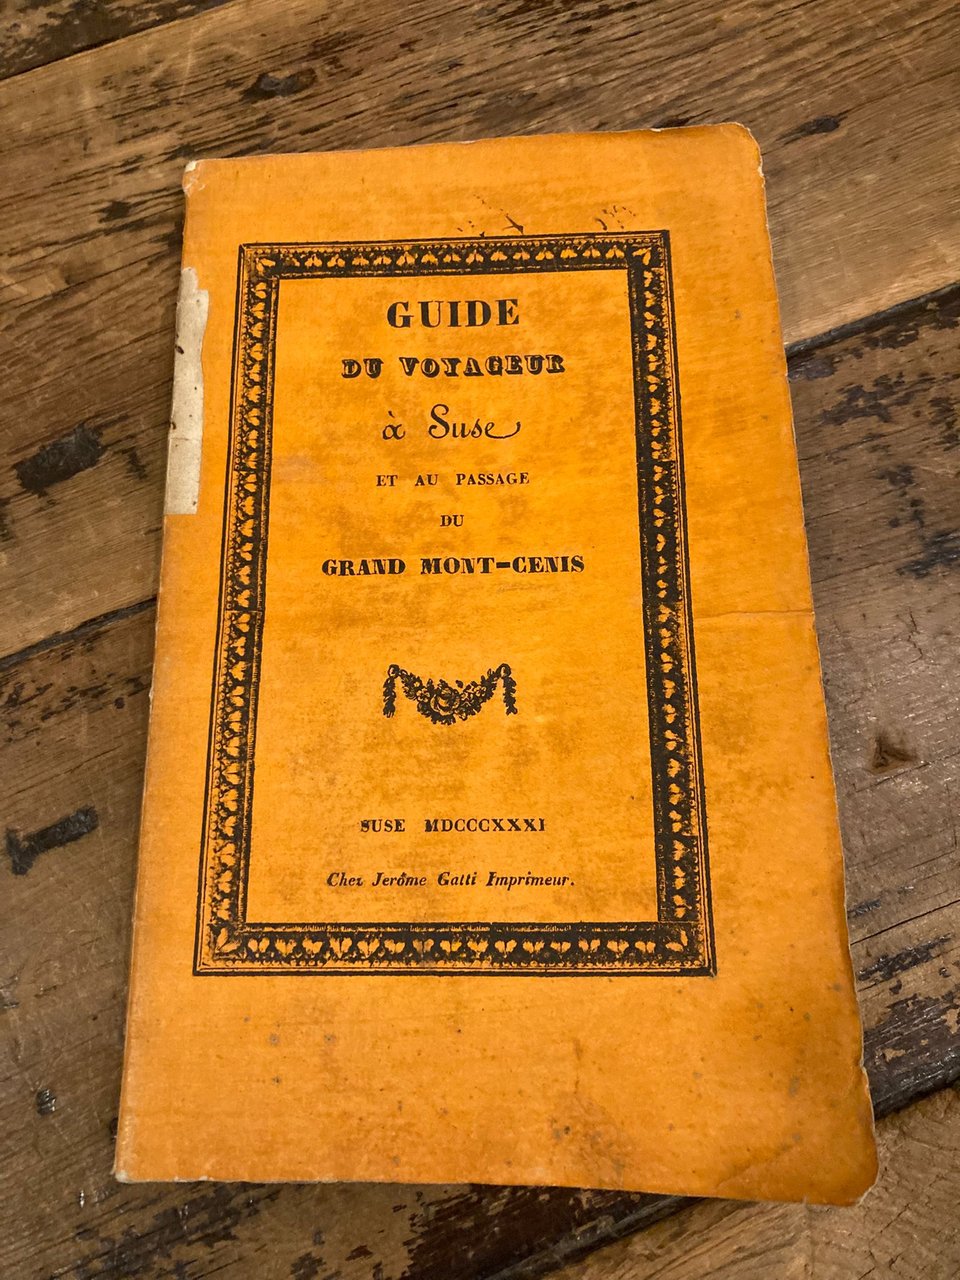 GUIDE
DU VOYAGEUR
à Suse
ET AU PASSAGE
DU
GRAND MONT-CENIS
SUSE MDCCCXXXI
Chez Jerôme Gatti Imprimeur.